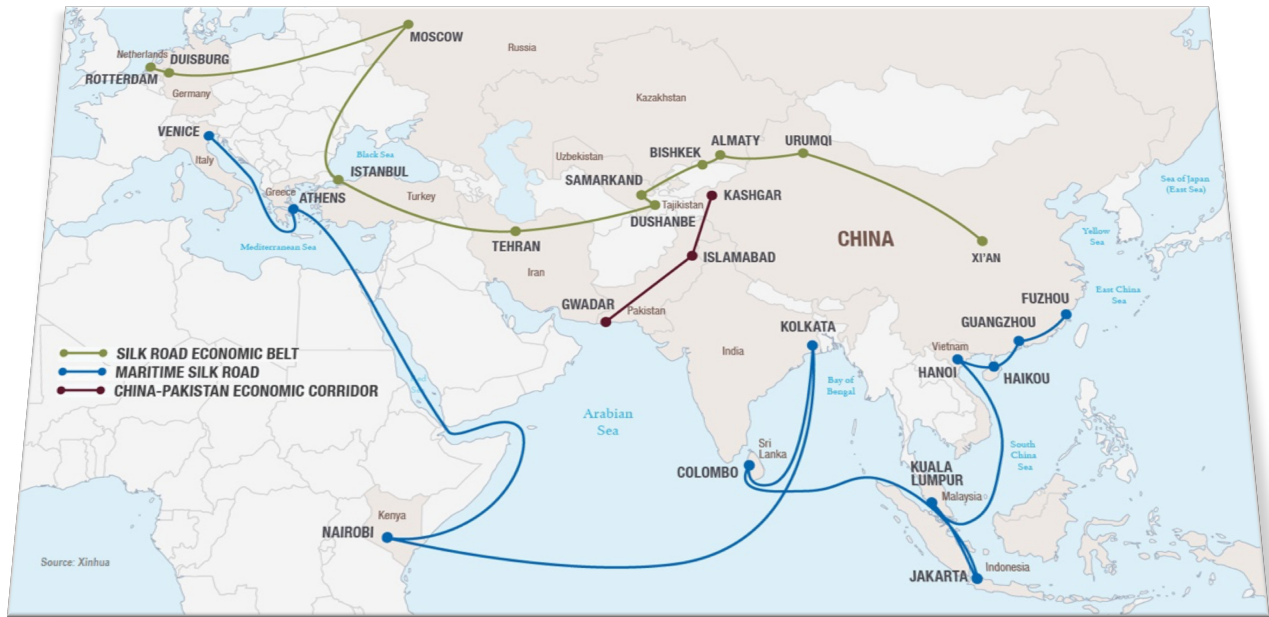 MOSCOW
Russia
Netherlands
DUISBURG
ROTTERDAM
Germany
Kazakhstan
VENICE
Italy
Black Sea
ISTANBUL
Turkey
Greece
ATHENS
Mediterranean Sea
Uzbekistan
BISHKEK
ALMATY
URUMQI
SAMARKAND
Tajikistan
DUSHANBE
KASHGAR
TEHRAN
Iran
ISLAMABAD
CHINA
XI'AN
Sea of Japan
(East Sea)
Yellow
Sea
East China
Sea
GWADAR
Pakistan
KOLKATA
FUZHOU
GUANGZHOU
Vietnam
HANOI
HAIKOU
India
Bay of
Bengal
SILK ROAD ECONOMIC BELT
MARITIME SILK ROAD
CHINA-PAKISTAN ECONOMIC CORRIDOR
Arabian
Sea
Sri
Lanka
COLOMBO
South
China
Sea
KUALA
LUMPUR
Malaysia
Kenya
NAIROBI
JAKARTA
Indonesia
Source: Xinhua